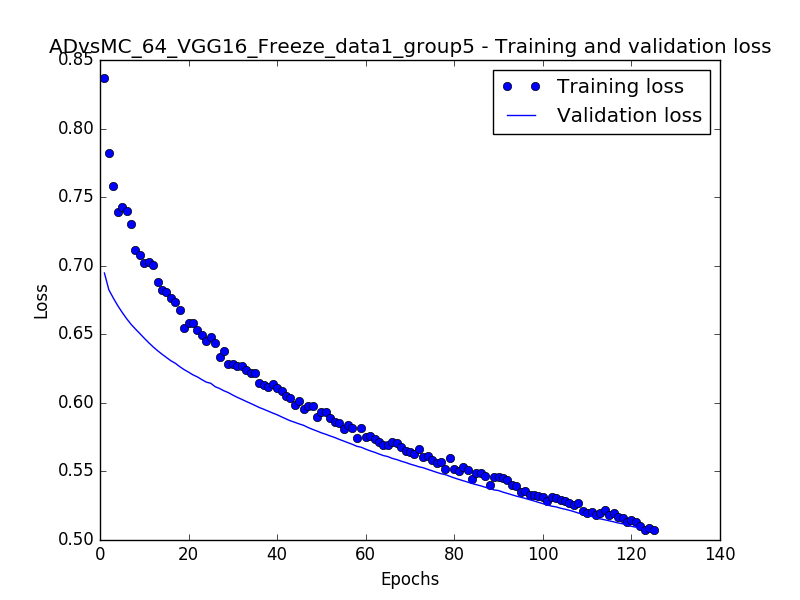 ADvsMC_64_VGG16_Freeze_data1_group5 - Training and validation loss
Training loss
Validation loss
0.85
0.80
0.75
0.70
0.65
0.60
0.55
0.50
Loss
0 20 40 60 80 100 120 140
Epochs